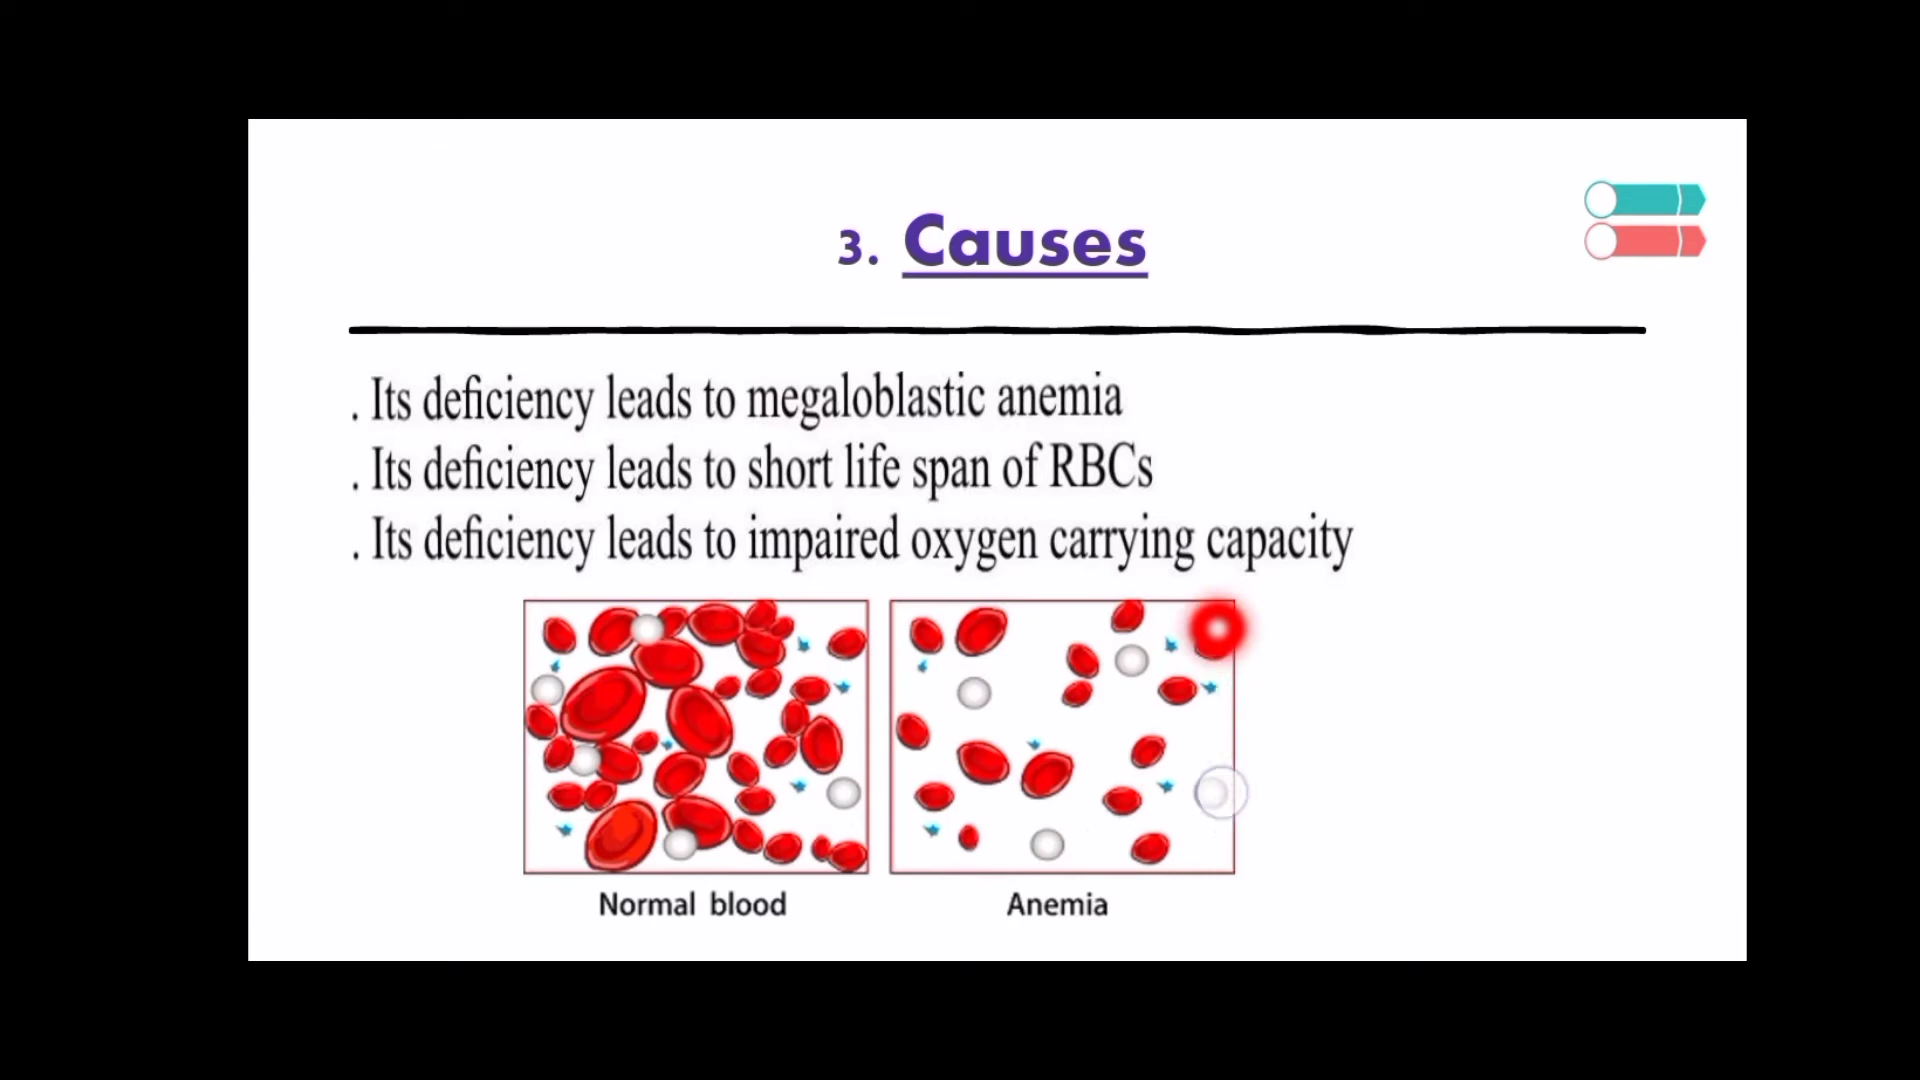 3. Causes
. Its deficiency leads to megaloblastic anemia
. Its deficiency leads to short life span of RBCs
. Its deficiency leads to impaired oxygen carrying capacity
Normal blood
Anemia